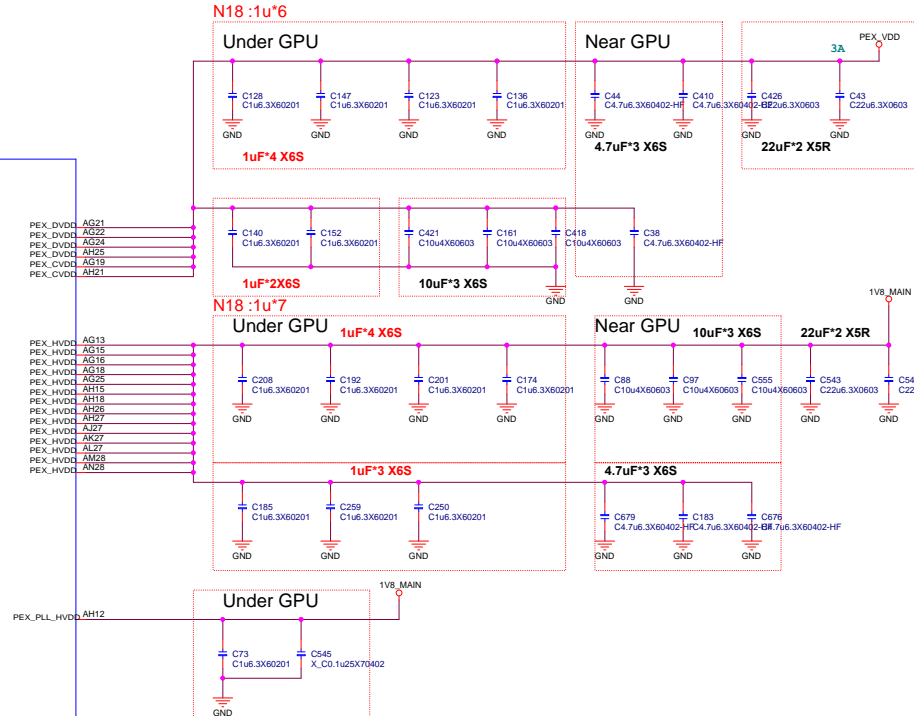 N18 :1u*6
Under GPU
Near GPU
3A
PEX_VDD
C128
C1u6.3X60201
GND
C147
C1u6.3X60201
GND
C123
C1u6.3X60201
GND
C136
C1u6.3X60201
GND
C44
C4.7u6.3X60402-HF
GND
C410
C4.7u6.3X60402-HF
GND
C426
C22u6.3X0603
GND
C43
C22u6.3X0603
GND
1uF*4 X6S
4.7uF*3 X6S
22uF*2 X5R
PEX_DVDD AG21
PEX_DVDD AG22
PEX_DVDD AG24
PEX_DVDD AH25
PEX_CVDD AG19
PEX_CVDD AH21
C140
C1u6.3X60201
C152
C1u6.3X60201
C421
C10u4X60603
C161
C10u4X60603
C418
C10u4X60603
GND
C38
C4.7u6.3X60402-HF
GND
1uF*2X6S
10uF*3 X6S
N18 :1u*7
Under GPU
1uF*4 X6S
Near GPU
10uF*3 X6S
22uF*2 X5R
1V8_MAIN
PEX_HVDD AG13
PEX_HVDD AG15
PEX_HVDD AG16
PEX_HVDD AG18
PEX_HVDD AG25
PEX_HVDD AH15
PEX_HVDD AH18
PEX_HVDD AH26
PEX_HVDD AH27
PEX_HVDD AJ27
PEX_HVDD AK27
PEX_HVDD AL27
PEX_HVDD AM28
PEX_HVDD AN28
C208
C1u6.3X60201
GND
C192
C1u6.3X60201
GND
C201
C1u6.3X60201
GND
C174
C1u6.3X60201
GND
C88
C10u4X60603
GND
C97
C10u4X60603
GND
C555
C10u4X60603
GND
C543
C22u6.3X0603
GND
C54
C22
GND
1uF*3 X6S
4.7uF*3 X6S
C185
C1u6.3X60201
GND
C259
C1u6.3X60201
GND
C250
C1u6.3X60201
GND
C679
C4.7u6.3X60402-HF
GND
C183
C4.7u6.3X60402-HF
GND
C676
C4.7u6.3X60402-HF
GND
Under GPU
1V8_MAIN
PEX_PLL_HVDD AH12
C73
C1u6.3X60201
GND
C545
X_C0.1u25X70402